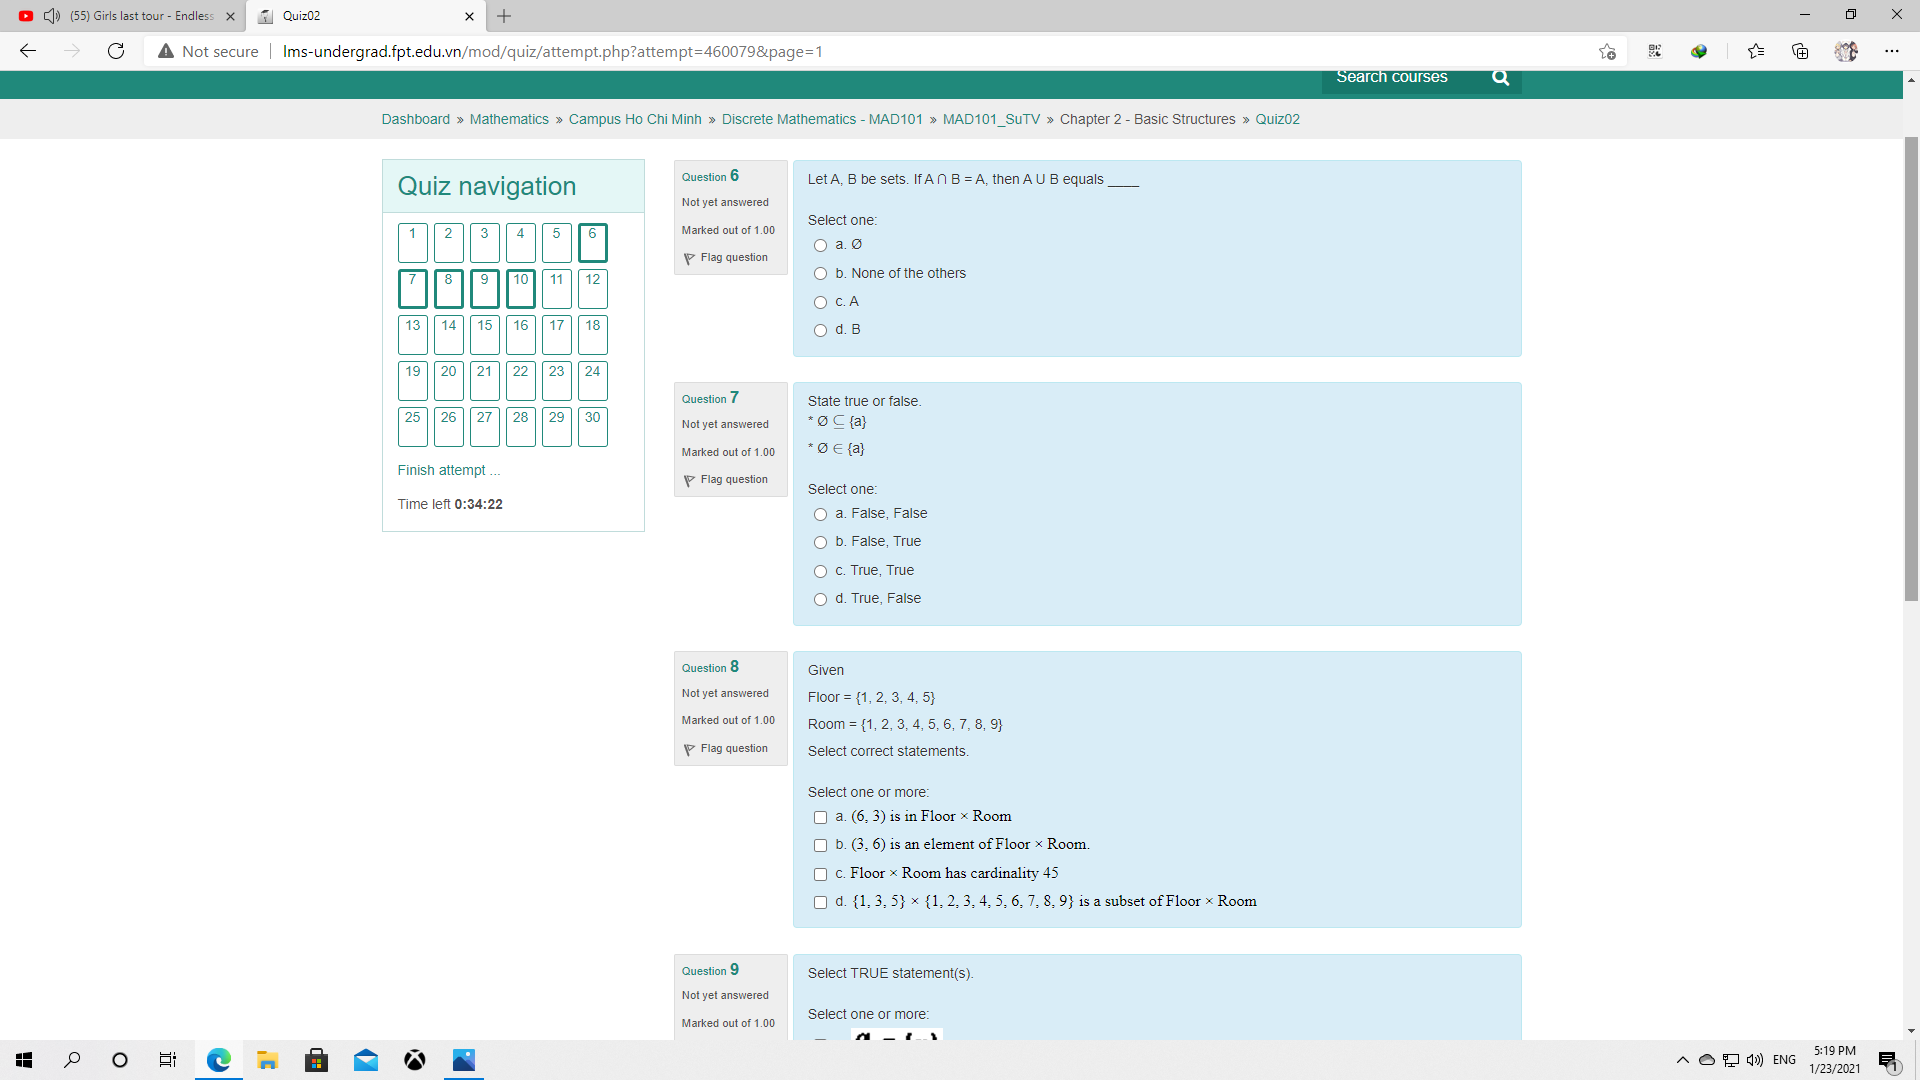 (55) Girls last tour - Endless
Quiz02
Not secure
lms-undergrad.fpt.edu.vn/mod/quiz/attempt.php?attempt=460079&page=1
Search courses
Dashboard » Mathematics » Campus Ho Chi Minh » Discrete Mathematics - MAD101 » MAD101_SuTV » Chapter 2 - Basic Structures » Quiz02
Quiz navigation
1 2 3 4 5 6
7 8 9 10 11 12
13 14 15 16 17 18
19 20 21 22 23 24
25 26 27 28 29 30
Finish attempt ...
Time left 0:34:22
Question 6
Not yet answered
Marked out of 1.00
Flag question
Let A, B be sets. If A ∩ B = A, then A U B equals ____
Select one:
a. Ø
b. None of the others
c. A
d. B
Question 7
Not yet answered
Marked out of 1.00
Flag question
State true or false.
* Ø ⊆ {a}
* Ø ∈ {a}
Select one:
a. False, False
b. False, True
c. True, True
d. True, False
Question 8
Not yet answered
Marked out of 1.00
Flag question
Given
Floor = {1, 2, 3, 4, 5}
Room = {1, 2, 3, 4, 5, 6, 7, 8, 9}
Select correct statements.
Select one or more:
a. (6, 3) is in Floor × Room
b. (3, 6) is an element of Floor × Room.
c. Floor × Room has cardinality 45
d. {1, 3, 5} × {1, 2, 3, 4, 5, 6, 7, 8, 9} is a subset of Floor × Room
Question 9
Not yet answered
Marked out of 1.00
Select TRUE statement(s).
Select one or more:
ENG
5:19 PM
1/23/2021
1